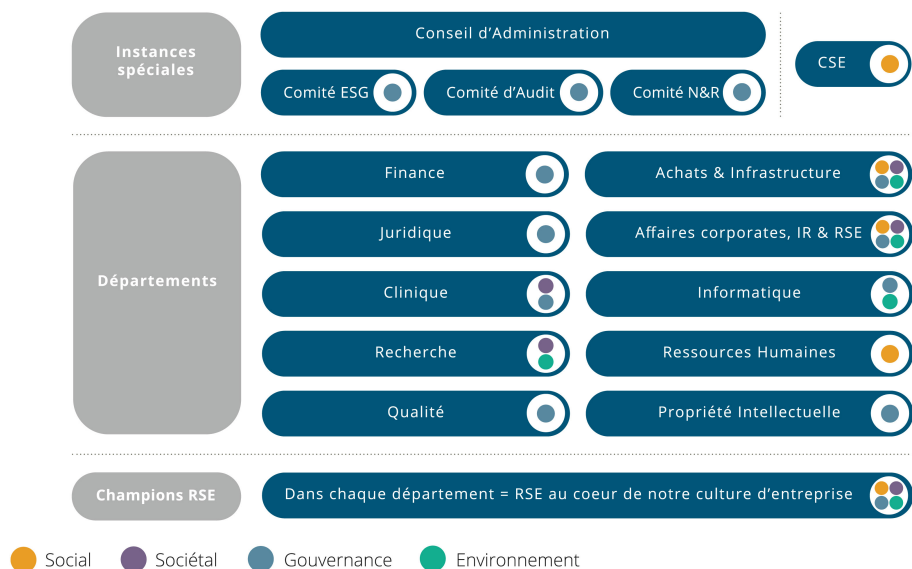 Instances
spéciales
Conseil d’Administration
Comité ESG
Comité d’Audit
Comité N&R
CSE
Départements
Finance
Achats & Infrastructure
Juridique
Affaires corporates, IR & RSE
Clinique
Informatique
Recherche
Ressources Humaines
Qualité
Propriété Intellectuelle
Champions RSE
Dans chaque département = RSE au coeur de notre culture d’entreprise
Social
Sociétal
Gouvernance
Environnement